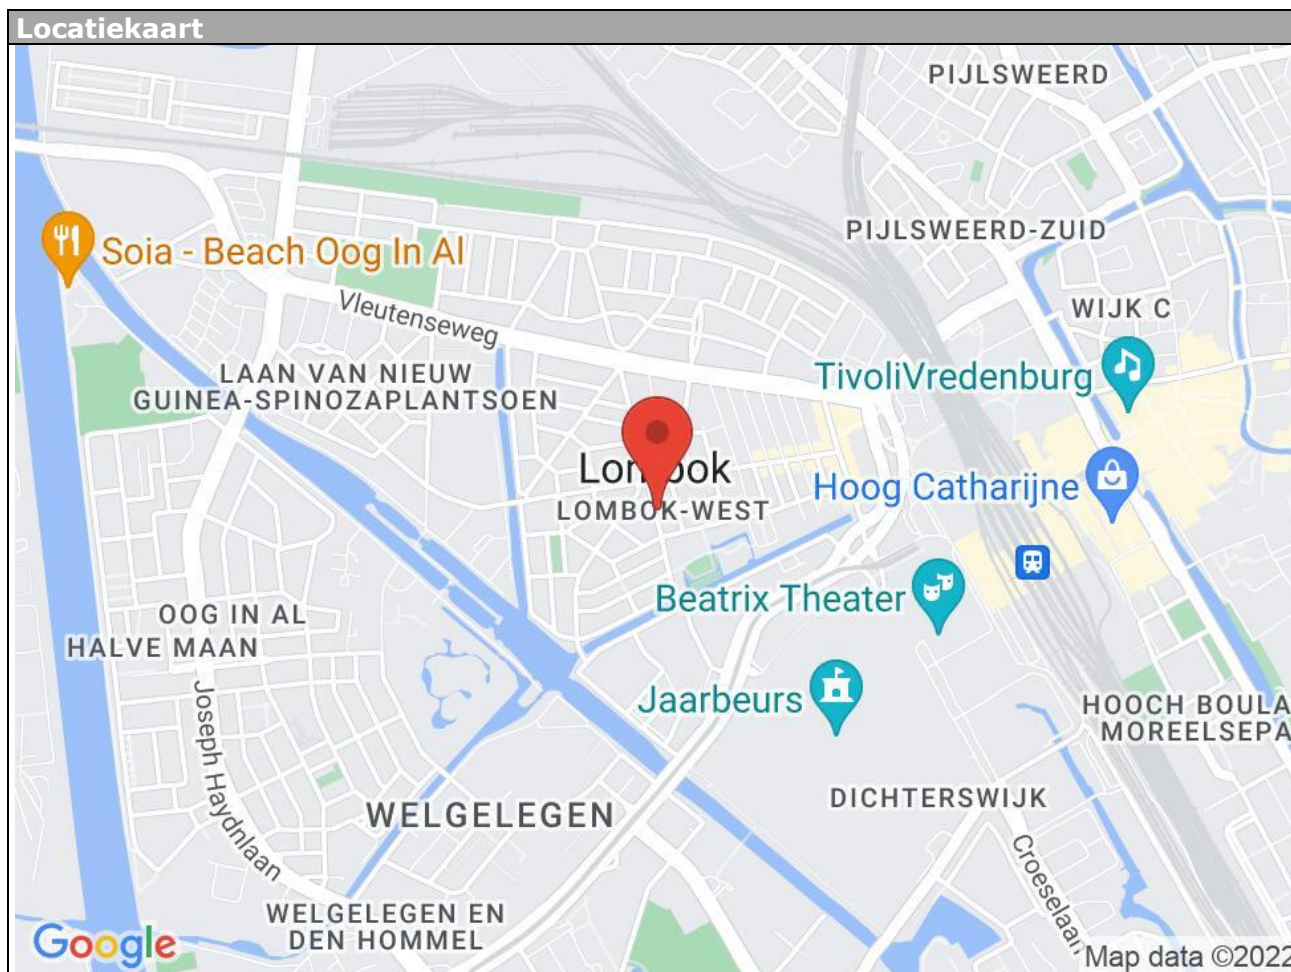 Locatiekaart
PIJLSWEERD
PIJLSWEERD-ZUID
Soia - Beach Oog In Al
WIJK C
Vleutenseweg
LAAN VAN NIEUW
GUINEA-SPINOZAPLANTSOEN
TivoliVredenburg
Lombok
LOMBOK-WEST
Hoog Catharijne
Beatrix Theater
OOG IN AL
HALVE MAAN
Jaarbeurs
HOOCH BOULA
MOREELSEPA
Joseph Haydnlaan
WELGELEGEN
DICHTERSWIJK
Croeselaan
WELGELEGEN EN
DEN HOMMEL
Google
Map data ©2022